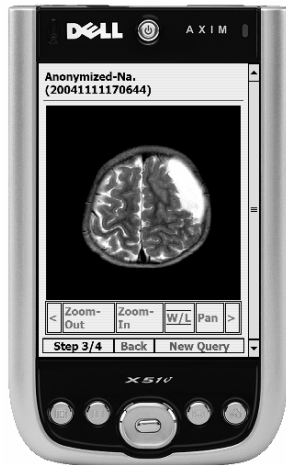 DELL AXIM
Anonymized-Na.
(20041111170644)
< Zoom-Out Zoom-In W/L Pan >
Step 3/4 Back New Query
X51v